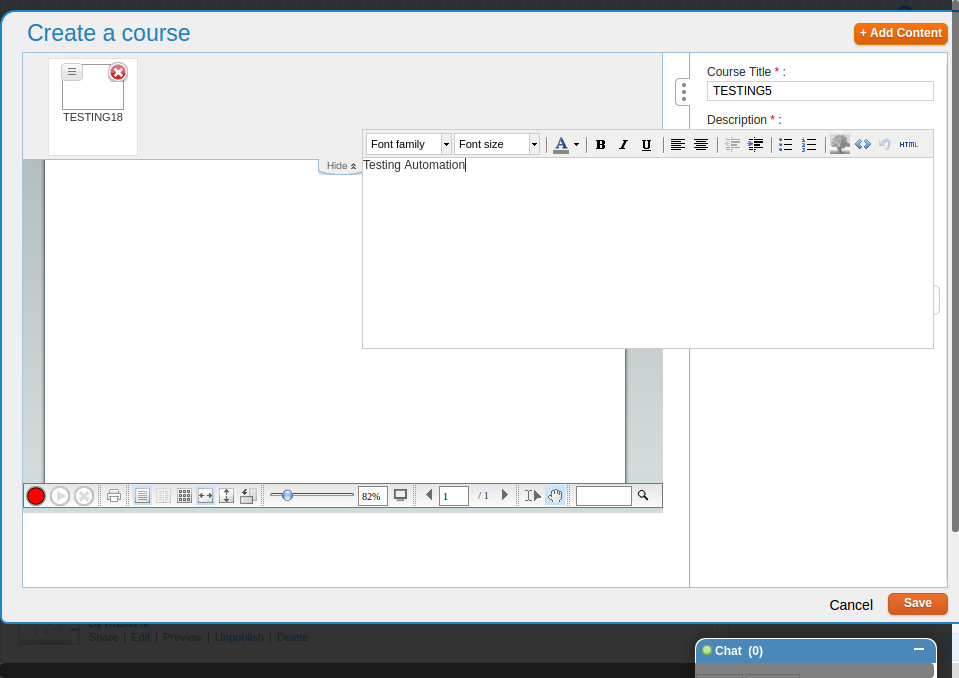 Create a course
+ Add Content
TESTING18
Course Title * :
TESTING5
Description * :
Font family
Font size
A
B I U
HTML
Hide
Testing Automation
82%
1
/ 1
Cancel
Save
Share | Edit | Preview | Unpublish | Delete
Chat (0)